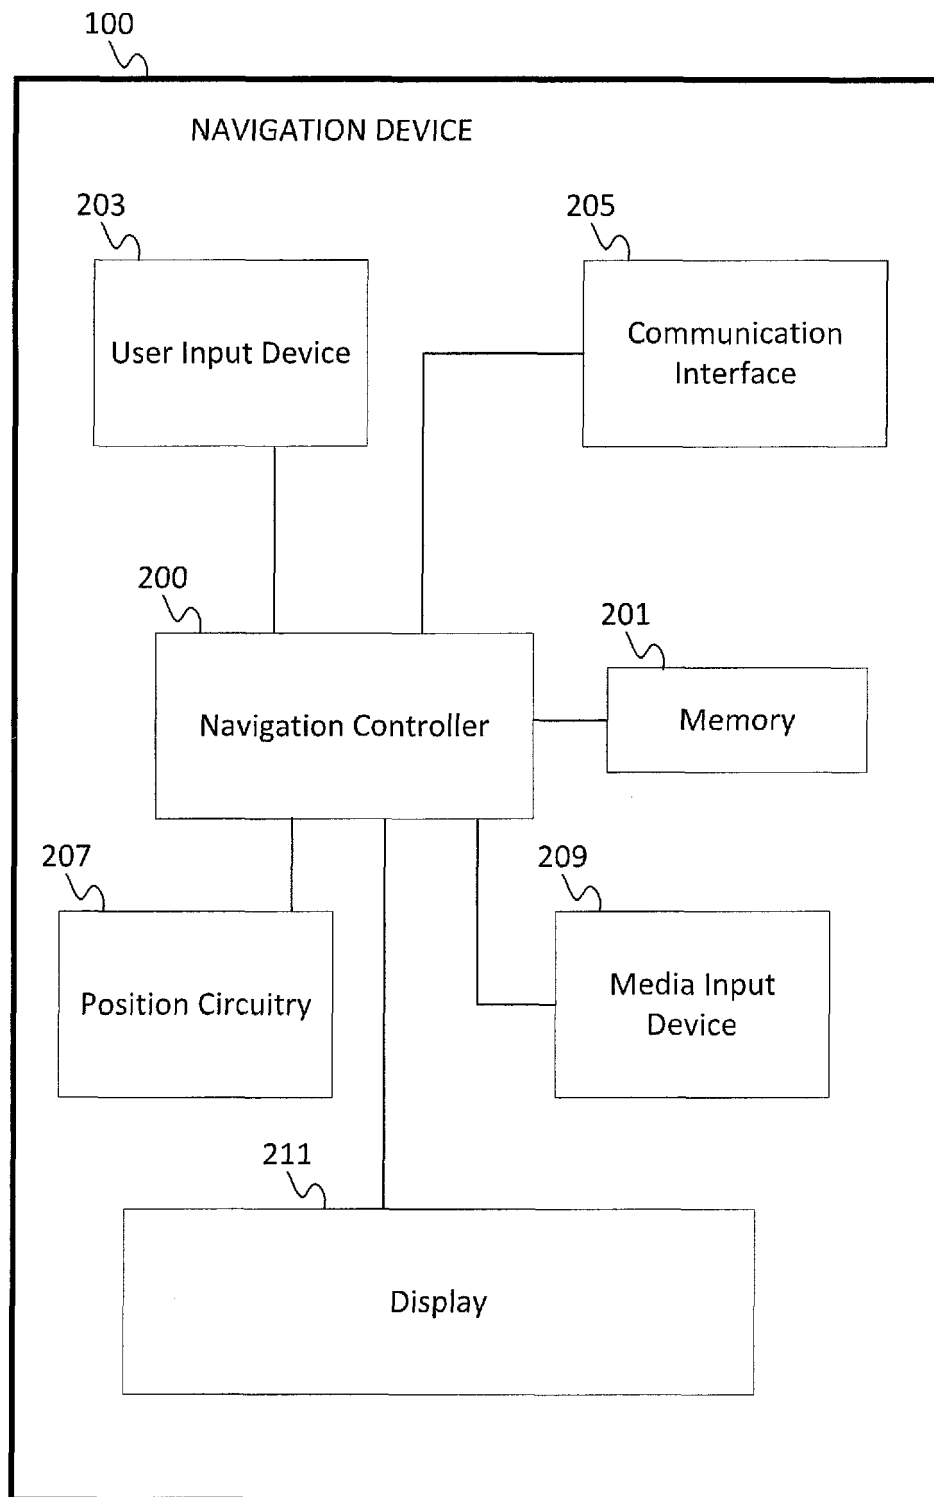 100
NAVIGATION DEVICE
203
205
User Input Device
Communication
Interface
200
201
Navigation Controller
Memory
207
209
Position Circuitry
Media Input
Device
211
Display